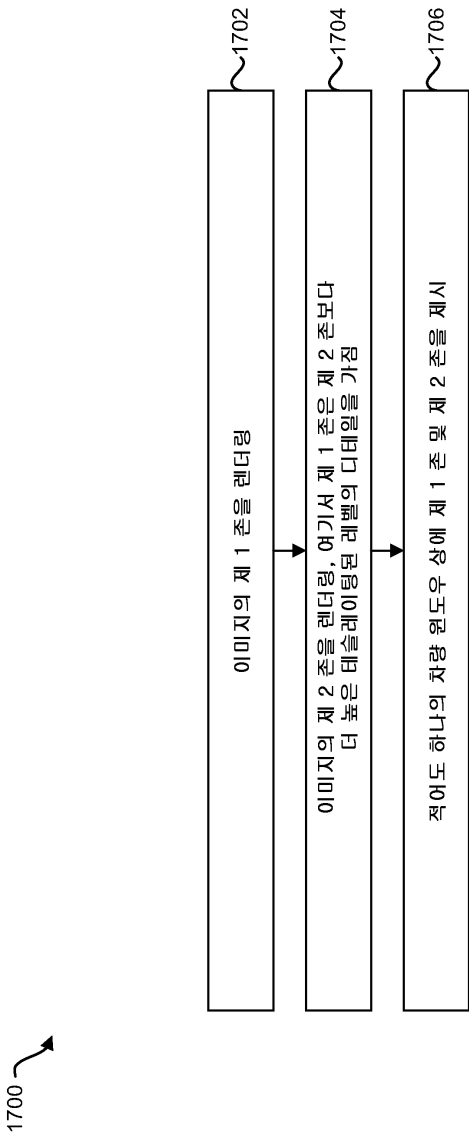 1700
이미지의 제 1 존을 렌더링
1702
이미지의 제 2 존을 렌더링, 여기서 제 1 존은 제 2 존보다
더 높은 테슬레이팅된 레벨의 디테일을 가짐
1704
적어도 하나의 차량 윈도우 상에 제 1 존 및 제 2 존을 제시
1706